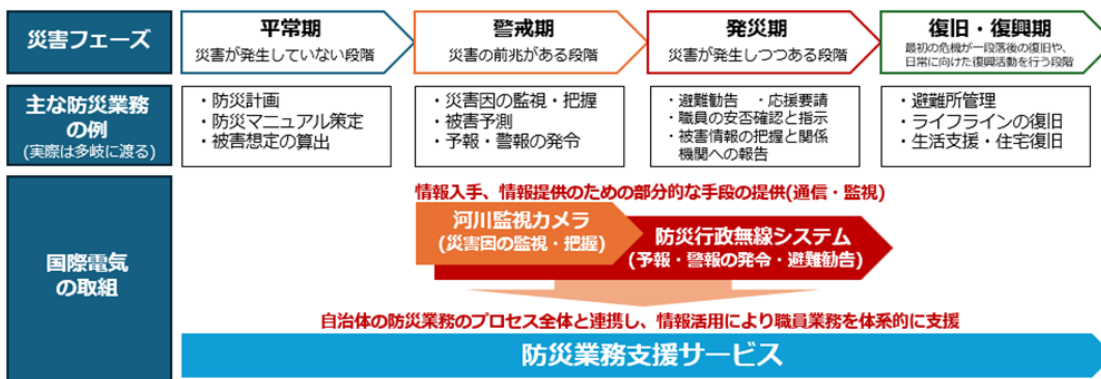 災害フェーズ
平常期
災害が発生していない段階
警戒期
災害の前兆がある段階
発災期
災害が発生しつつある段階
復旧・復興期
最初の危機が一段落後の復旧や、
日常に向けた復興活動を行う段階
主な防災業務
の例
(実際は多岐に渡る)
・防災計画
・防災マニュアル策定
・被害想定の算出
・災害因の監視・把握
・被害予測
・予報・警報の発令
・避難勧告 ・応援要請
・職員の安否確認と指示
・被害情報の把握と関係
機関への報告
・避難所管理
・ライフラインの復旧
・生活支援・住宅復旧
国際電気
の取組
情報入手、情報提供のための部分的な手段の提供(通信・監視)
河川監視カメラ
(災害因の監視・把握)
防災行政無線システム
(予報・警報の発令・避難勧告)
自治体の防災業務のプロセス全体と連携し、情報活用により職員業務を体系的に支援
防災業務支援サービス